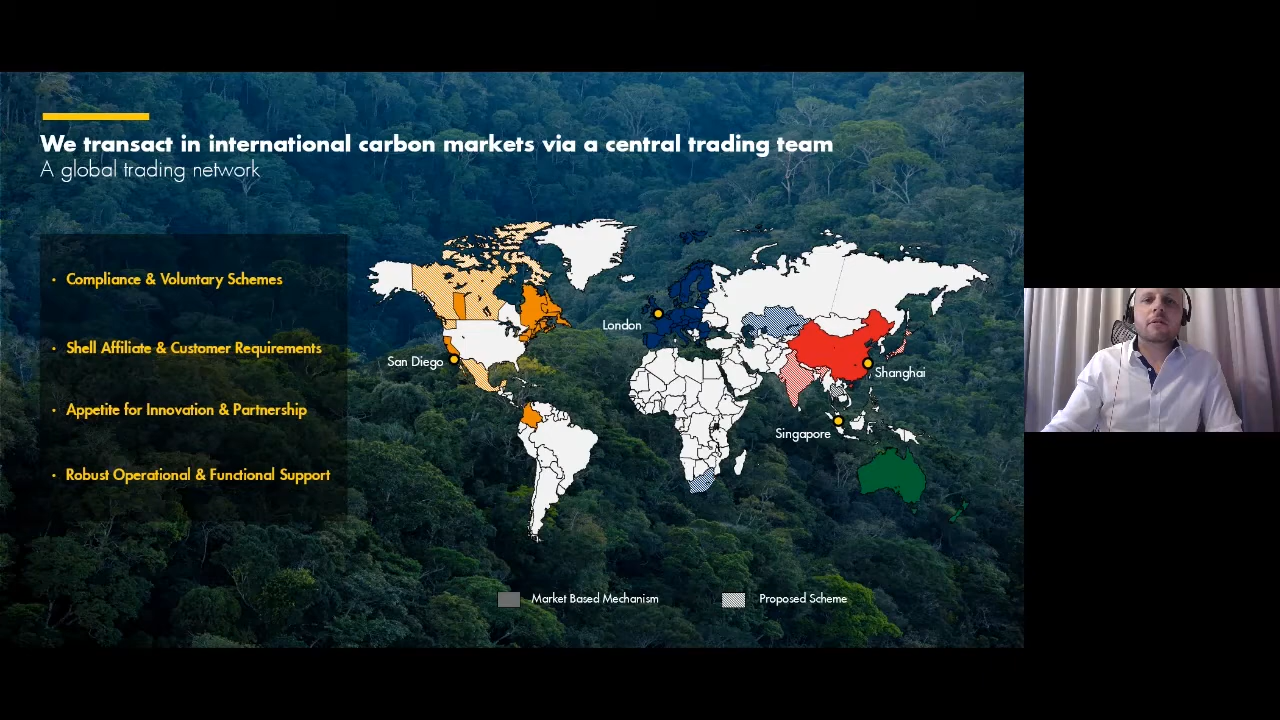 We transact in international carbon markets via a central trading team
A global trading network
• Compliance & Voluntary Schemes
• Shell Affiliate & Customer Requirements
• Appetite for Innovation & Partnership
• Robust Operational & Functional Support
London
San Diego
Shanghai
Singapore
Market Based Mechanism
Proposed Scheme